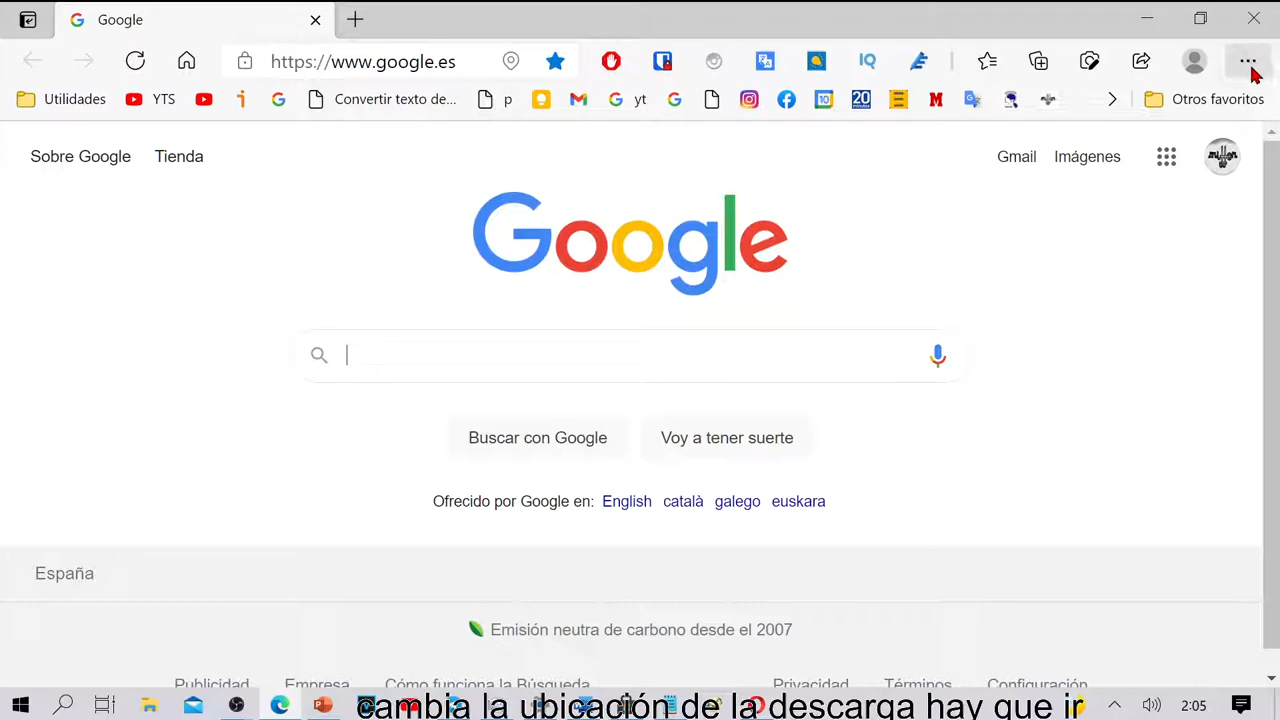 Google
https://www.google.es
Utilidades
YTS
Convertir texto de...
p
yt
Otros favoritos
Sobre Google
Tienda
Gmail
Imágenes
Google
Buscar con Google
Voy a tener suerte
Ofrecido por Google en: English català galego euskara
España
Emisión neutra de carbono desde el 2007
Publicidad
Empresa
Cómo funciona la Búsqueda
Privacidad
Términos
Configuración
cambia la ubicación de la descarga hay que ir
2:05